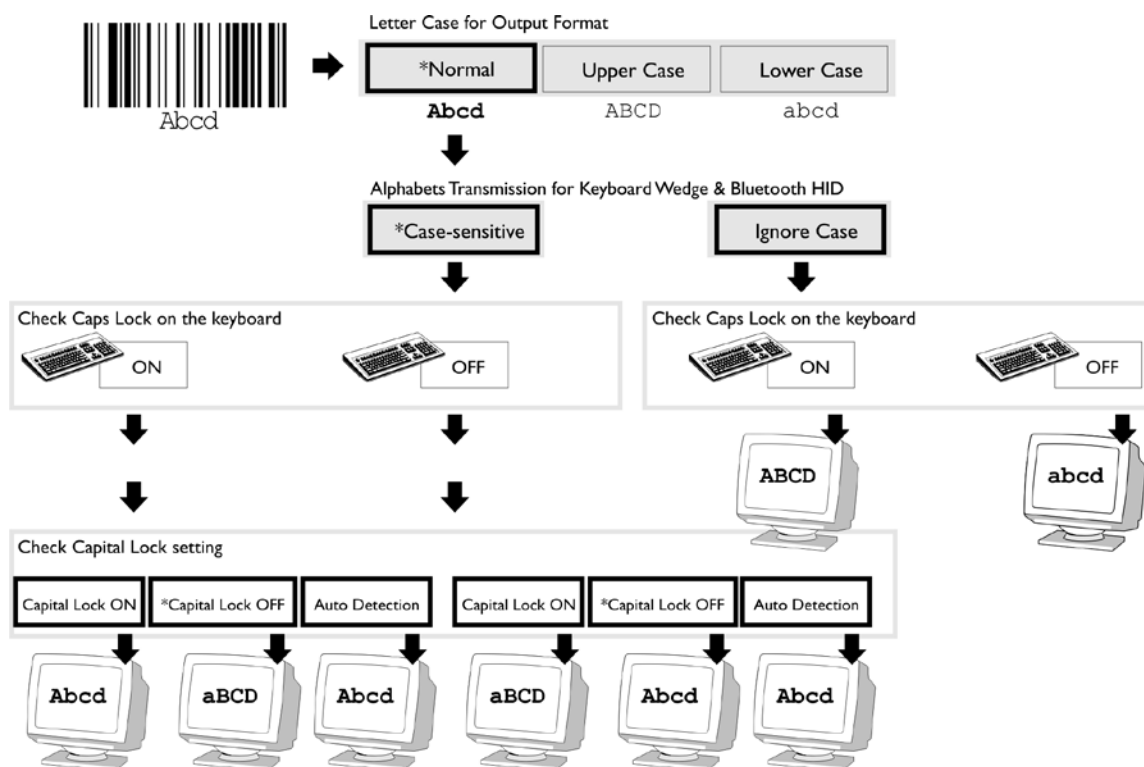 Letter Case for Output Format
*Normal Upper Case Lower Case
Abcd
Abcd ABCD abcd
Alphabets Transmission for Keyboard Wedge & Bluetooth HID
*Case-sensitive Ignore Case
Check Caps Lock on the keyboard
ON OFF
Check Caps Lock on the keyboard
ON OFF
ABCD abcd
Check Capital Lock setting
Capital Lock ON *Capital Lock OFF Auto Detection Capital Lock ON *Capital Lock OFF Auto Detection
Abcd aBCD Abcd aBCD Abcd Abcd